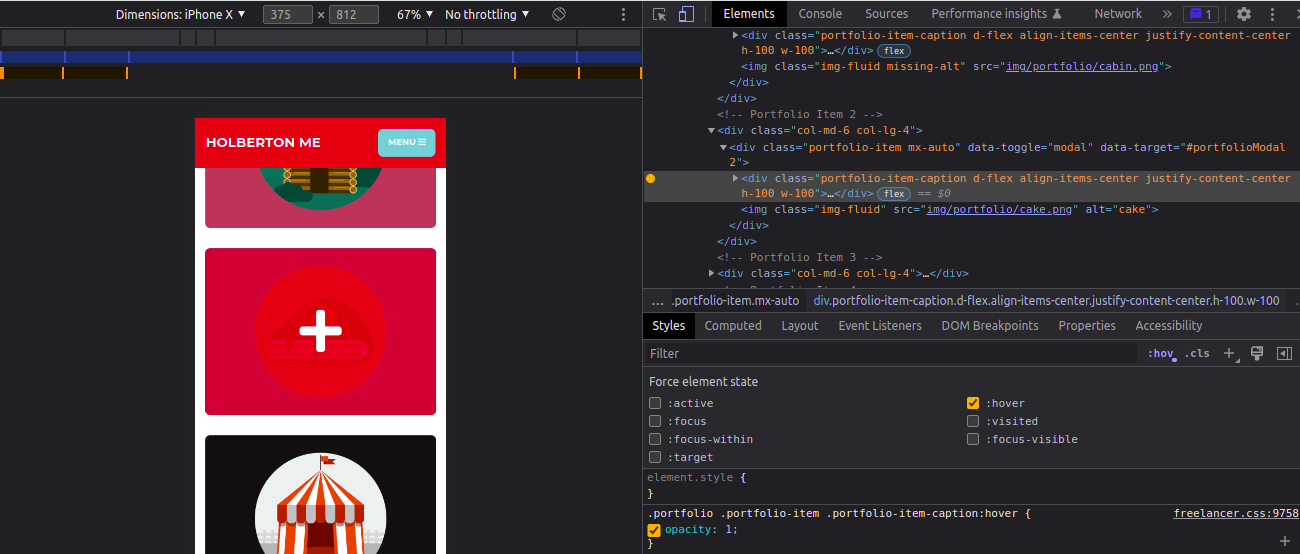 Dimensions: iPhone X ▼ 375 × 812 67% ▼ No throttling ▼
Elements Console Sources Performance insights Network » 1
HOLBERTON ME
MENU
<div class="portfolio-item-caption d-flex align-items-center justify-content-center
h-100 w-100">…</div> flex
<img class="img-fluid missing-alt" src="img/portfolio/cabin.png">
</div>
</div>
<!-- Portfolio Item 2 -->
<div class="col-md-6 col-lg-4">
<div class="portfolio-item mx-auto" data-toggle="modal" data-target="#portfolioModal
2">
<div class="portfolio-item-caption d-flex align-items-center justify-content-center
h-100 w-100">…</div> flex == $0
<img class="img-fluid" src="img/portfolio/cake.png" alt="cake">
</div>
</div>
<!-- Portfolio Item 3 -->
<div class="col-md-6 col-lg-4">…</div>
… .portfolio-item.mx-auto div.portfolio-item-caption.d-flex.align-items-center.justify-content-center.h-100.w-100
Styles Computed Layout Event Listeners DOM Breakpoints Properties Accessibility
Filter :hov .cls +
Force element state
:active :hover
:focus :visited
:focus-within :focus-visible
:target
element.style {
}
.portfolio .portfolio-item .portfolio-item-caption:hover { freelancer.css:9758
opacity: 1;
}